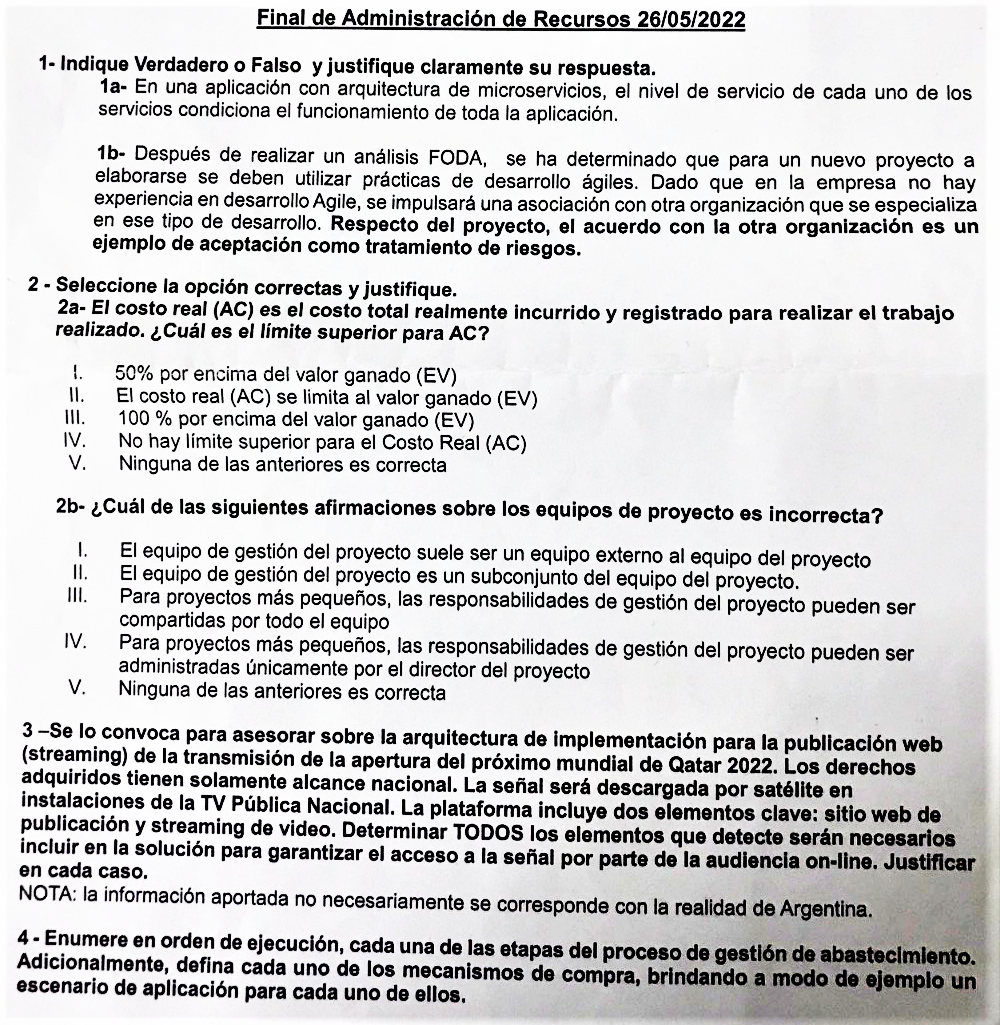 Final de Administración de Recursos 26/05/2022
1- Indique Verdadero o Falso y justifique claramente su respuesta.
1a- En una aplicación con arquitectura de microservicios, el nivel de servicio de cada uno de los
servicios condiciona el funcionamiento de toda la aplicación.
1b- Después de realizar un análisis FODA, se ha determinado que para un nuevo proyecto a
elaborarse se deben utilizar prácticas de desarrollo ágiles. Dado que en la empresa no hay
experiencia en desarrollo Agile, se impulsará una asociación con otra organización que se especializa
en ese tipo de desarrollo. Respecto del proyecto, el acuerdo con la otra organización es un
ejemplo de aceptación como tratamiento de riesgos.
2 - Seleccione la opción correctas y justifique.
2a- El costo real (AC) es el costo total realmente incurrido y registrado para realizar el trabajo
realizado. ¿Cuál es el límite superior para AC?
I. 50% por encima del valor ganado (EV)
II. El costo real (AC) se limita al valor ganado (EV)
III. 100 % por encima del valor ganado (EV)
IV. No hay límite superior para el Costo Real (AC)
V. Ninguna de las anteriores es correcta
2b- ¿Cuál de las siguientes afirmaciones sobre los equipos de proyecto es incorrecta?
I. El equipo de gestión del proyecto suele ser un equipo externo al equipo del proyecto
II. El equipo de gestión del proyecto es un subconjunto del equipo del proyecto.
III. Para proyectos más pequeños, las responsabilidades de gestión del proyecto pueden ser
compartidas por todo el equipo
IV. Para proyectos más pequeños, las responsabilidades de gestión del proyecto pueden ser
administradas únicamente por el director del proyecto
V. Ninguna de las anteriores es correcta
3 –Se lo convoca para asesorar sobre la arquitectura de implementación para la publicación web
(streaming) de la transmisión de la apertura del próximo mundial de Qatar 2022. Los derechos
adquiridos tienen solamente alcance nacional. La señal será descargada por satélite en
instalaciones de la TV Pública Nacional. La plataforma incluye dos elementos clave: sitio web de
publicación y streaming de video. Determinar TODOS los elementos que detecte serán necesarios
incluir en la solución para garantizar el acceso a la señal por parte de la audiencia on-line. Justificar
en cada caso.
NOTA: la información aportada no necesariamente se corresponde con la realidad de Argentina.
4 - Enumere en orden de ejecución, cada una de las etapas del proceso de gestión de abastecimiento.
Adicionalmente, defina cada uno de los mecanismos de compra, brindando a modo de ejemplo un
escenario de aplicación para cada uno de ellos.